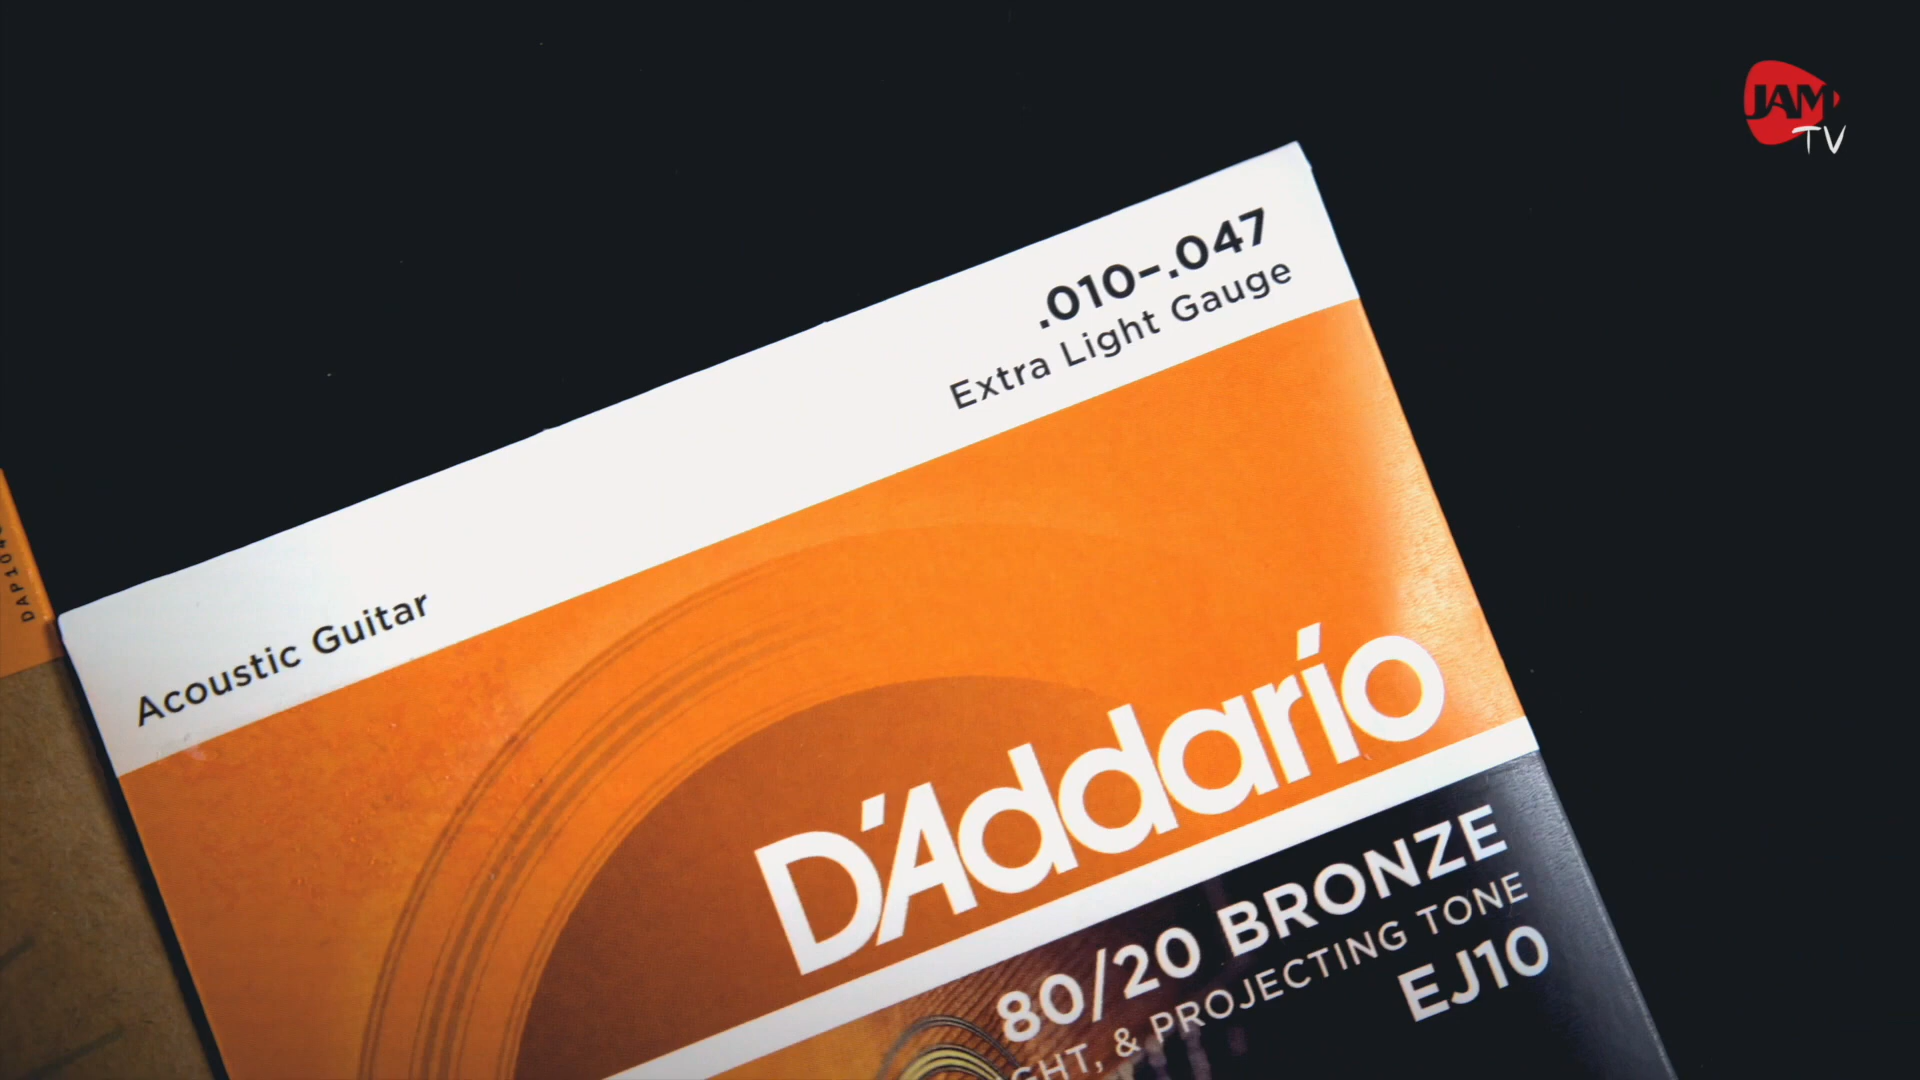 JAM
TV
.010–.047
Extra Light Gauge
Acoustic Guitar
D'Addario
80/20 BRONZE
& PROJECTING TONE
EJ10